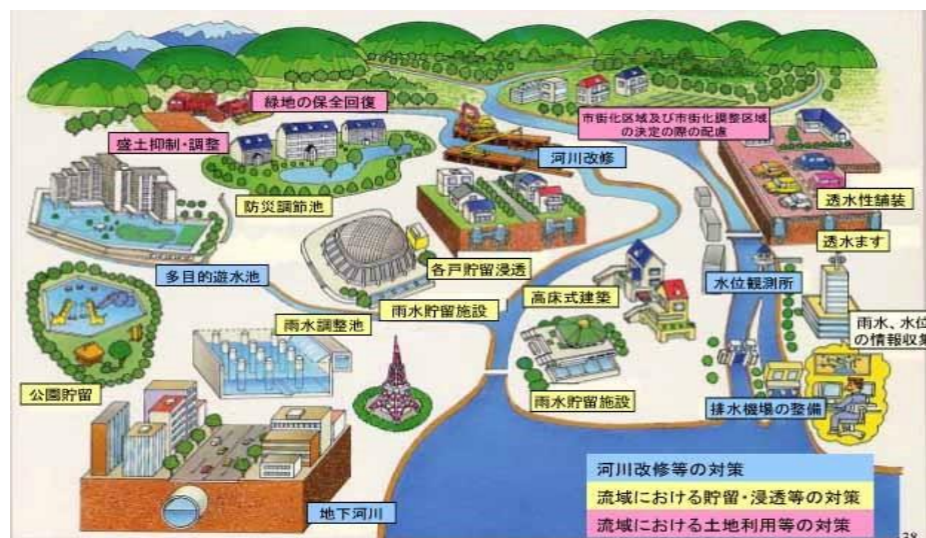 緑地の保全回復
市街化区域及び市街化調整区域
の決定の際の配慮
盛土抑制・調整
河川改修
防災調節池
透水性舗装
透水ます
各戸貯留浸透
多目的遊水池
水位観測所
高床式建築
雨水貯留施設
雨水調整池
雨水、水位
の情報収集
公園貯留
雨水貯留施設
排水機場の整備
地下河川
河川改修等の対策
流域における貯留・浸透等の対策
流域における土地利用等の対策
38